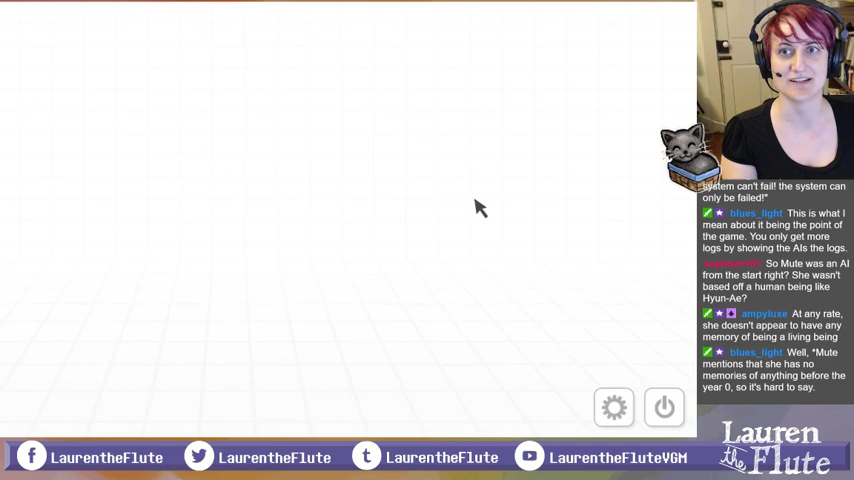 system can't fail! the system can
only be failed!"
blues_light This is what I
mean about it being the point of
the game. You only get more
logs by showing the AIs the logs.
So Mute was an AI
from the start right? She wasn't
based off a human being like
Hyun-Ae?
ampyluxe At any rate,
she doesn't appear to have any
memory of being a living being
blues_light Well, *Mute
mentions that she has no
memories of anything before the
year 0, so it's hard to say.
LaurentheFlute
LaurentheFlute
LaurentheFlute
LaurentheFluteVGM
Lauren
the Flute